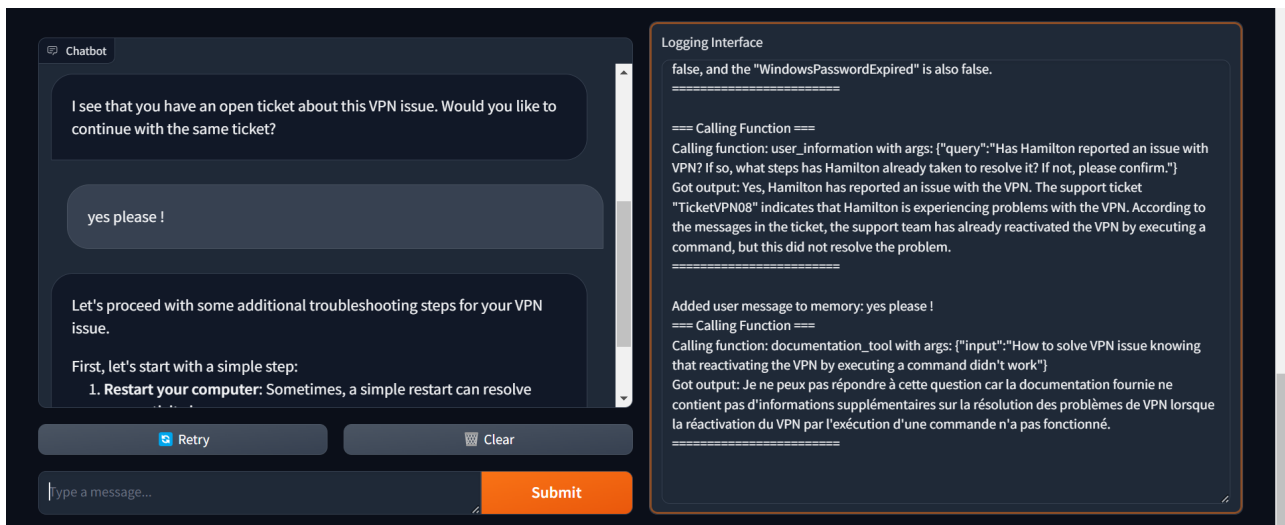 Chatbot
I see that you have an open ticket about this VPN issue. Would you like to
continue with the same ticket?
yes please !
Let's proceed with some additional troubleshooting steps for your VPN
issue.
First, let's start with a simple step:
1. Restart your computer: Sometimes, a simple restart can resolve
Retry
Clear
Type a message...
Submit
Logging Interface
false, and the "WindowsPasswordExpired" is also false.
========================
=== Calling Function ===
Calling function: user_information with args: {"query":"Has Hamilton reported an issue with
VPN? If so, what steps has Hamilton already taken to resolve it? If not, please confirm."}
Got output: Yes, Hamilton has reported an issue with the VPN. The support ticket
"TicketVPN08" indicates that Hamilton is experiencing problems with the VPN. According to
the messages in the ticket, the support team has already reactivated the VPN by executing a
command, but this did not resolve the problem.
========================
Added user message to memory: yes please !
=== Calling Function ===
Calling function: documentation_tool with args: {"input":"How to solve VPN issue knowing
that reactivating the VPN by executing a command didn't work"}
Got output: Je ne peux pas répondre à cette question car la documentation fournie ne
contient pas d'informations supplémentaires sur la résolution des problèmes de VPN lorsque
la réactivation du VPN par l'exécution d'une commande n'a pas fonctionné.
========================